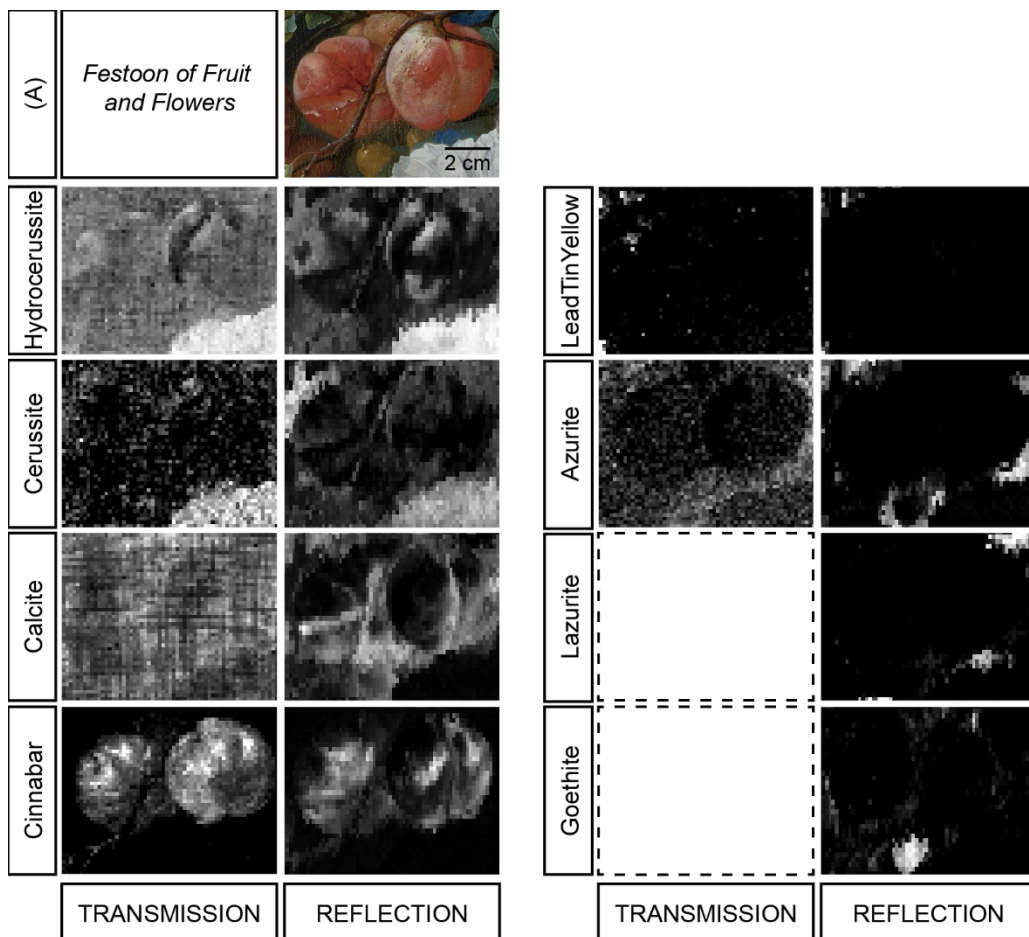 (A)
Festoon of Fruit
and Flowers
2 cm
Hydrocerussite
Cerussite
Calcite
Cinnabar
TRANSMISSION
REFLECTION
LeadTinYellow
Azurite
Lazurite
Goethite
TRANSMISSION
REFLECTION